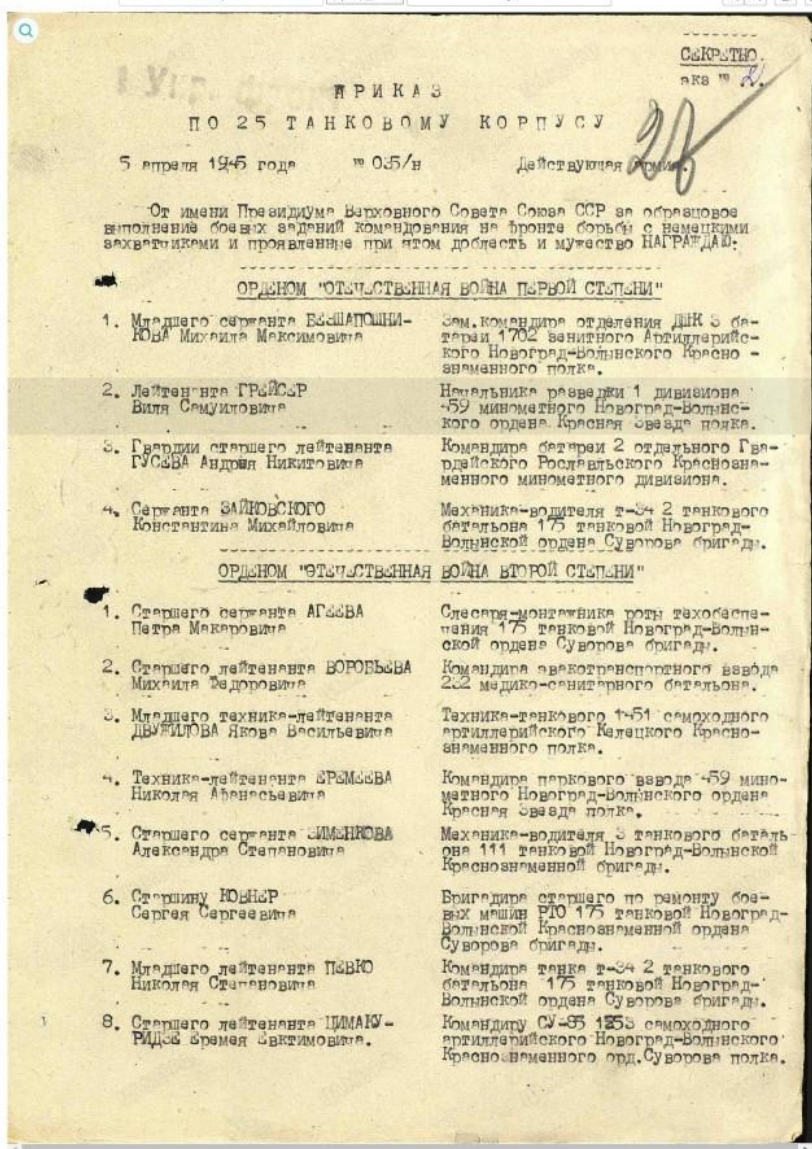 СЕКРЕТНО.
экз №
ПРИКАЗ
ПО 25 ТАНКОВОМУ КОРПУСУ
5 апреля 1945 года № 035/н Действующая армия.
От имени Президиума Верховного Совета Союза ССР за образцовое
выполнение боевых заданий командования на фронте борьбы с немецкими
захватчиками и проявленные при этом доблесть и мужество НАГРАЖДАЮ:
ОРДЕНОМ "ОТЕЧЕСТВЕННАЯ ВОЙНА ПЕРВОЙ СТЕПЕНИ"
1. Младшего сержанта БЕСШАПОШНИ-
КОВА Михаила Максимовича
Зам.командира отделения ДШК 3 ба-
тареи 1702 зенитного Артиллерийс-
кого Новоград-Волынского Красно -
знаменного полка.
2. Лейтенанта ГРЕЙСЕР
Виля Самуиловича
Начальника разведки 1 дивизиона
459 минометного Новоград-Волынс-
кого ордена Красная Звезда полка.
3. Гвардии старшего лейтенанта
ГУСЕВА Андрея Никитовича
Командира батареи 2 отдельного Гва-
рдейского Рославльского Краснозна-
менного минометного дивизиона.
4. Сержанта ЗАЙКОВСКОГО
Константина Михайловича
Механика-водителя т-34 2 танкового
батальона 175 танковой Новоград-
Волынской ордена Суворова бригады.
ОРДЕНОМ "ОТЕЧЕСТВЕННАЯ ВОЙНА ВТОРОЙ СТЕПЕНИ"
1. Старшего сержанта АГЕЕВА
Петра Макаровича
Слесаря-монтажника роты техобеспе-
чения 175 танковой Новоград-Волын-
ской ордена Суворова бригады.
2. Старшего лейтенанта ВОРОБЬЕВА
Михаила Федоровича
Командира авакотранспортного взвода
232 медико-санитарного батальона.
3. Младшего техника-лейтенанта
ДВУЖИЛОВА Якова Васильевича
Техника-танкового 1451 самоходного
артиллерийского Келецкого Красно-
знаменного полка.
4. Техника-лейтенанта ЕРЕМЕЕВА
Николая Афанасьевича
Командира паркового взвода 459 мино-
метного Новоград-Волынского ордена
Красная Звезда полка.
5. Старшего сержанта ЗИМЕНКОВА
Александра Степановича
Механика-водителя 3 танкового баталь
она 111 танковой Новоград-Волынской
Краснознаменной бригады.
6. Старшину КОВНЕР
Сергея Сергеевича
Бригадира старшего по ремонту бое-
вых машин РТО 175 танковой Новоград-
Волынской Краснознаменной ордена
Суворова бригады.
7. Младшего лейтенанта ПЕВКО
Николая Степановича
Командира танка т-34 2 танкового
батальона 175 танковой Новоград-
Волынской ордена Суворова бригады.
8. Старшего лейтенанта ЦИМАКУ-
РИДЗЕ Еремея Евктимовича.
Командиру СУ-85 1253 самоходного
артиллерийского Новоград-Волынского
Краснознаменного орд.Суворова полка.